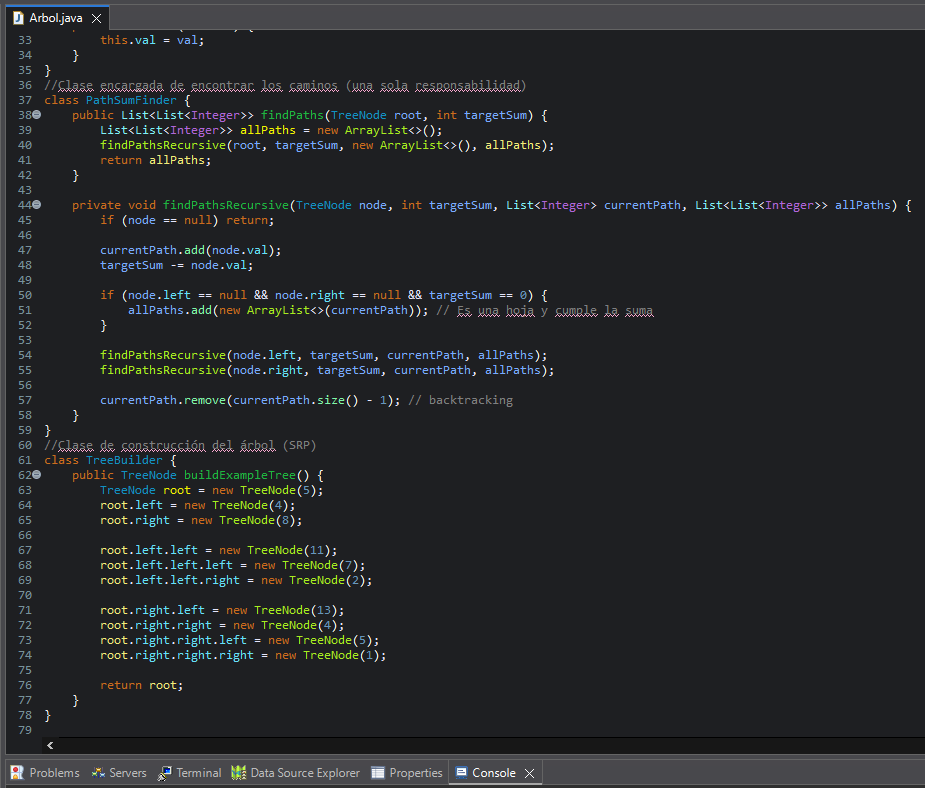 Arbol.java
33 this.val = val;
34 }
35 }
36 //Clase encargada de encontrar los caminos (una sola responsabilidad)
37 class PathSumFinder {
38 public List<List<Integer>> findPaths(TreeNode root, int targetSum) {
39 List<List<Integer>> allPaths = new ArrayList<>();
40 findPathsRecursive(root, targetSum, new ArrayList<>(), allPaths);
41 return allPaths;
42 }
43
44 private void findPathsRecursive(TreeNode node, int targetSum, List<Integer> currentPath, List<List<Integer>> allPaths) {
45 if (node == null) return;
46
47 currentPath.add(node.val);
48 targetSum -= node.val;
49
50 if (node.left == null && node.right == null && targetSum == 0) {
51 allPaths.add(new ArrayList<>(currentPath)); // Es una hoja y cumple la suma
52 }
53
54 findPathsRecursive(node.left, targetSum, currentPath, allPaths);
55 findPathsRecursive(node.right, targetSum, currentPath, allPaths);
56
57 currentPath.remove(currentPath.size() - 1); // backtracking
58 }
59 }
60 //Clase de construcción del árbol (SRP)
61 class TreeBuilder {
62 public TreeNode buildExampleTree() {
63 TreeNode root = new TreeNode(5);
64 root.left = new TreeNode(4);
65 root.right = new TreeNode(8);
66
67 root.left.left = new TreeNode(11);
68 root.left.left.left = new TreeNode(7);
69 root.left.left.right = new TreeNode(2);
70
71 root.right.left = new TreeNode(13);
72 root.right.right = new TreeNode(4);
73 root.right.right.left = new TreeNode(5);
74 root.right.right.right = new TreeNode(1);
75
76 return root;
77 }
78 }
79
Problems Servers Terminal Data Source Explorer Properties Console